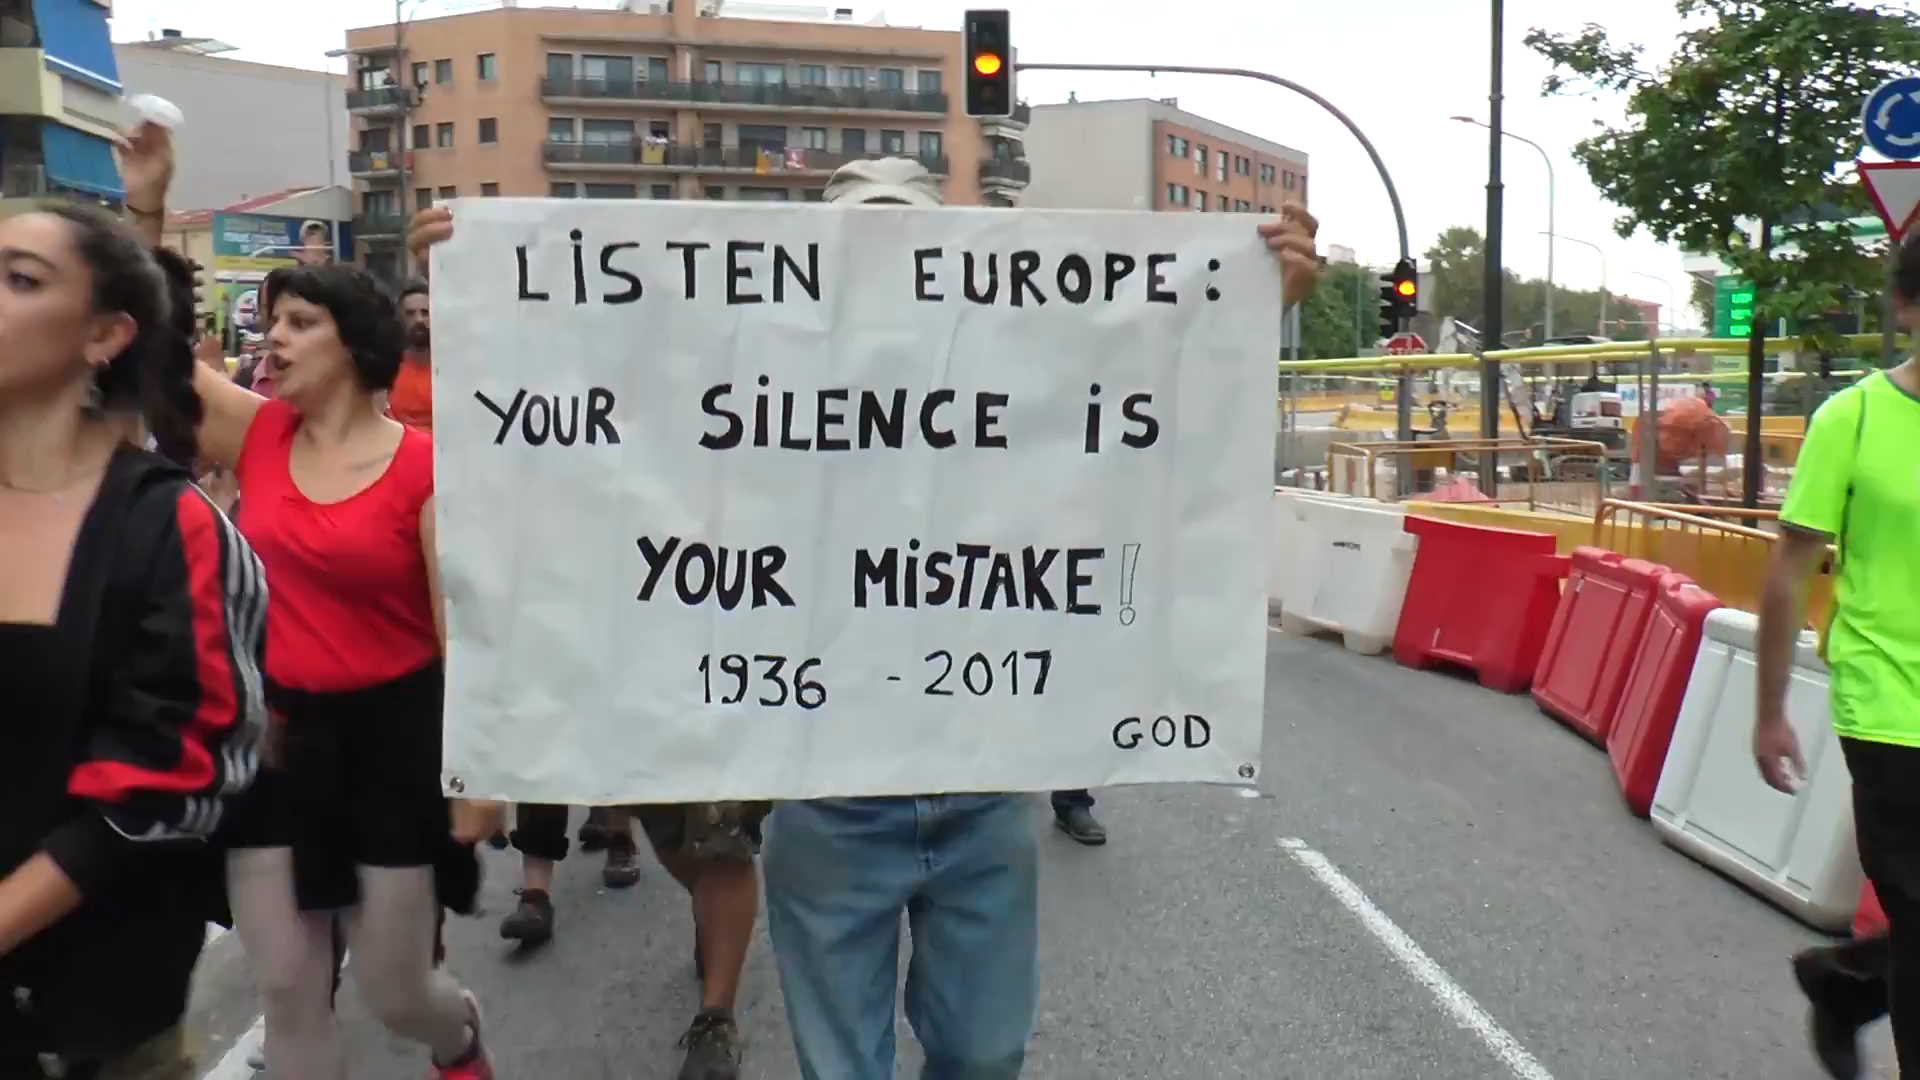 LiSTEN EUROPE:
YOUR SiLENCE iS
YOUR MiSTAKE!
1936 - 2017
GOD